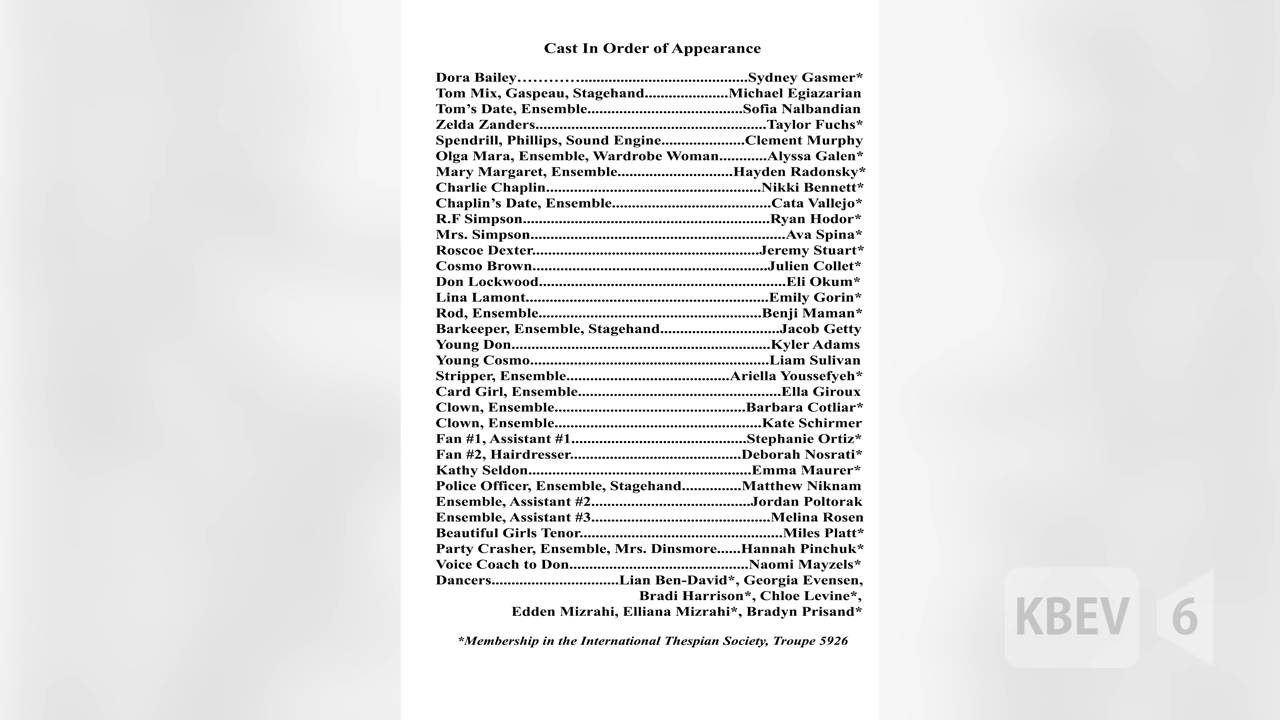 Cast In Order of Appearance
Dora Bailey…………...........................................Sydney Gasmer*
Tom Mix, Gaspeau, Stagehand.....................Michael Egiazarian
Tom’s Date, Ensemble.......................................Sofia Nalbandian
Zelda Zanders..........................................................Taylor Fuchs*
Spendrill, Phillips, Sound Engine.....................Clement Murphy
Olga Mara, Ensemble, Wardrobe Woman............Alyssa Galen*
Mary Margaret, Ensemble.............................Hayden Radonsky*
Charlie Chaplin......................................................Nikki Bennett*
Chaplin’s Date, Ensemble........................................Cata Vallejo*
R.F Simpson..............................................................Ryan Hodor*
Mrs. Simpson................................................................Ava Spina*
Roscoe Dexter.........................................................Jeremy Stuart*
Cosmo Brown...........................................................Julien Collet*
Don Lockwood..............................................................Eli Okum*
Lina Lamont.............................................................Emily Gorin*
Rod, Ensemble........................................................Benji Maman*
Barkeeper, Ensemble, Stagehand..............................Jacob Getty
Young Don.................................................................Kyler Adams
Young Cosmo............................................................Liam Sulivan
Stripper, Ensemble.........................................Ariella Youssefyeh*
Card Girl, Ensemble...................................................Ella Giroux
Clown, Ensemble................................................Barbara Cotliar*
Clown, Ensemble....................................................Kate Schirmer
Fan #1, Assistant #1............................................Stephanie Ortiz*
Fan #2, Hairdresser...........................................Deborah Nosrati*
Kathy Seldon........................................................Emma Maurer*
Police Officer, Ensemble, Stagehand...............Matthew Niknam
Ensemble, Assistant #2........................................Jordan Poltorak
Ensemble, Assistant #3.............................................Melina Rosen
Beautiful Girls Tenor...................................................Miles Platt*
Party Crasher, Ensemble, Mrs. Dinsmore......Hannah Pinchuk*
Voice Coach to Don.............................................Naomi Mayzels*
Dancers................................Lian Ben-David*, Georgia Evensen,
Bradi Harrison*, Chloe Levine*,
Edden Mizrahi, Elliana Mizrahi*, Bradyn Prisand*
*Membership in the International Thespian Society, Troupe 5926
KBEV 6